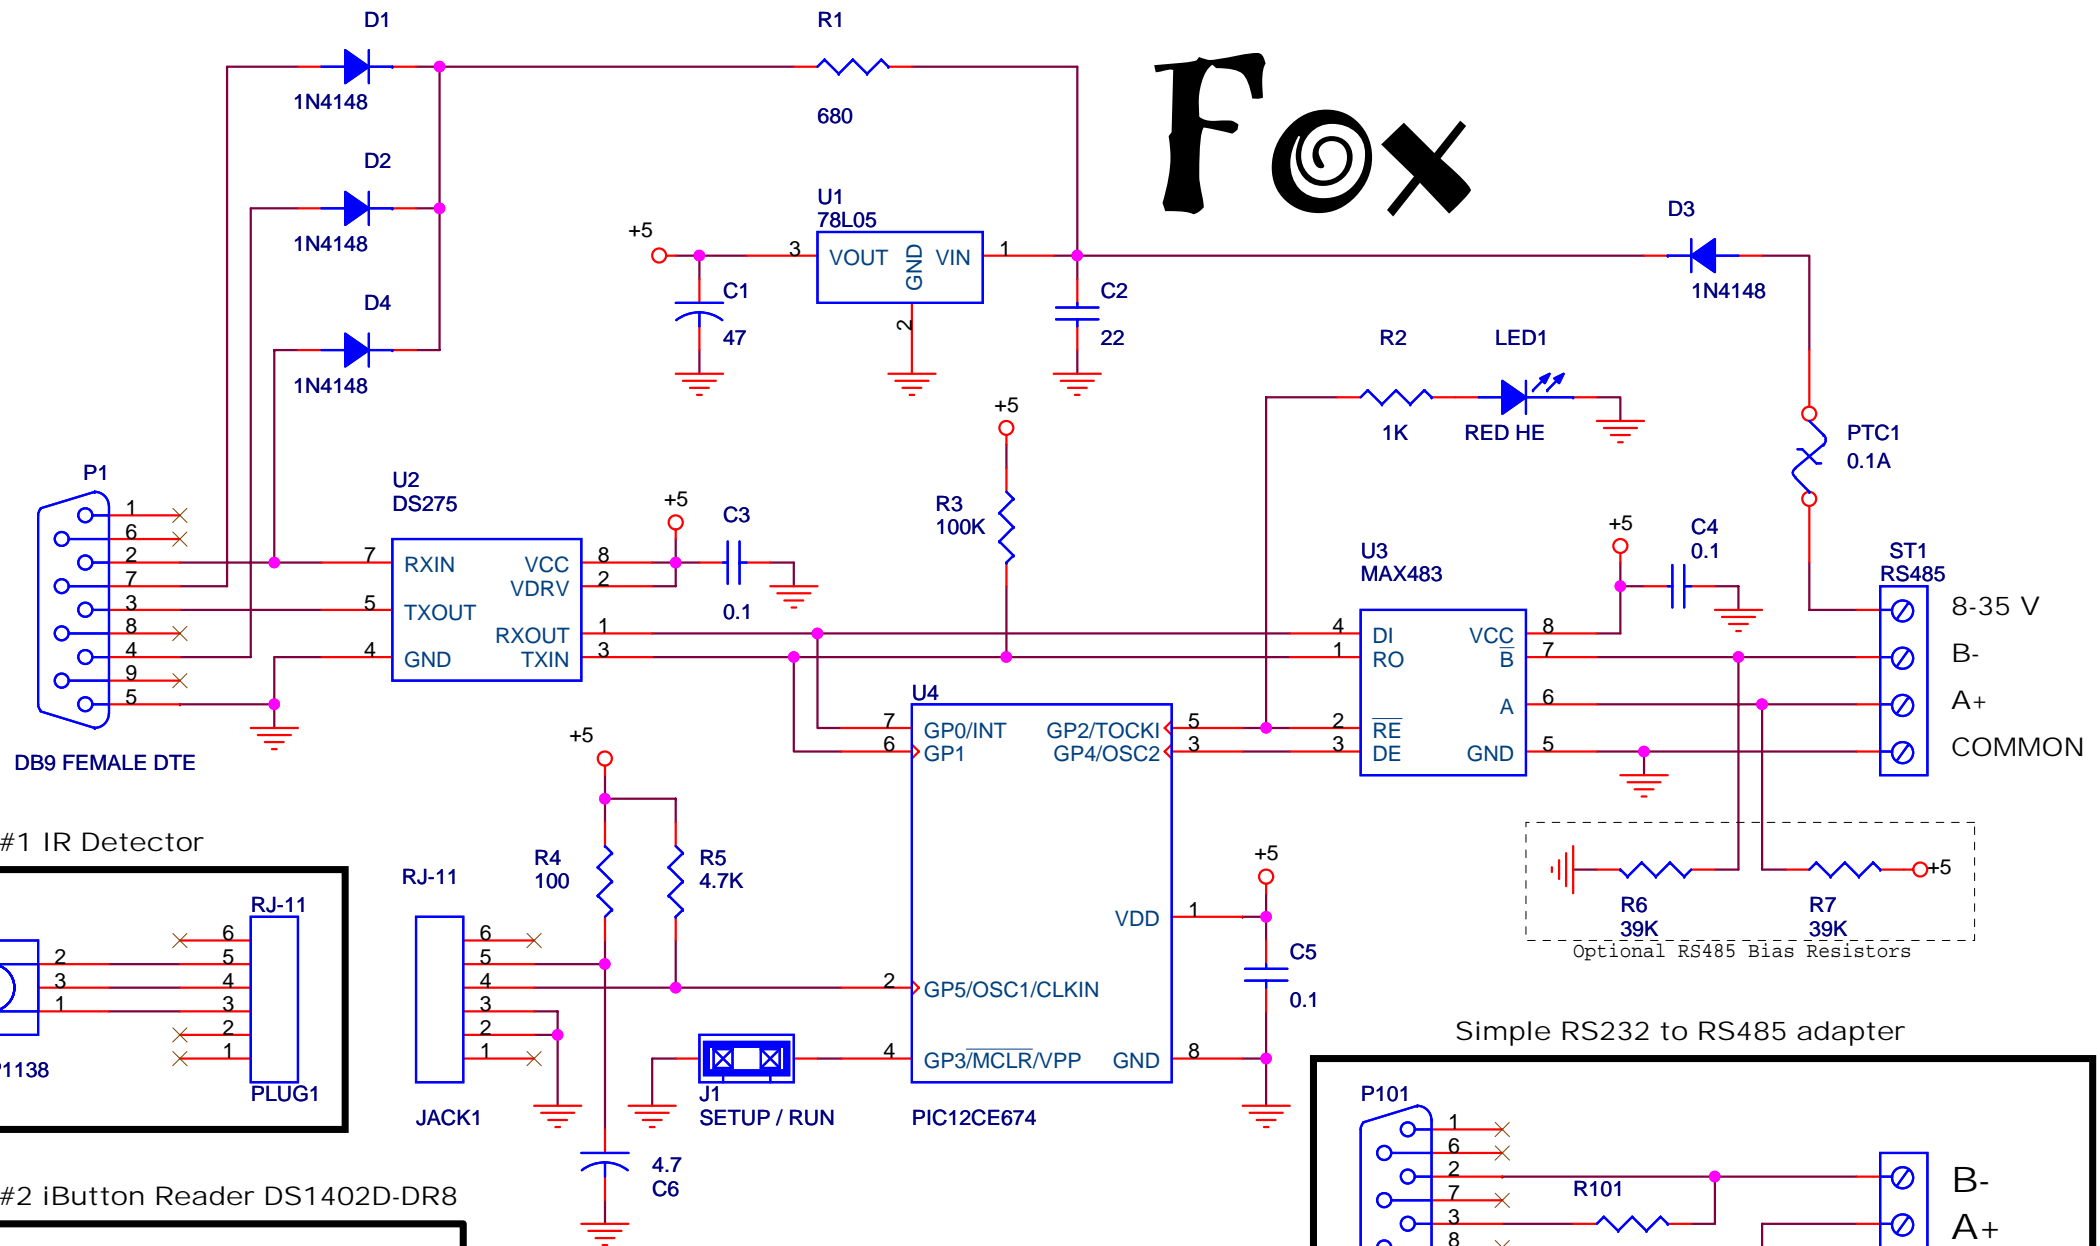 D1
1N4148
R1
680
Fox
D2
1N4148
U1
78L05
+5
3
VOUT
GND
VIN
1
2
D3
1N4148
D4
1N4148
C1
47
C2
22
R2
1K
LED1
RED HE
+5
PTC1
0.1A
P1
1
6
2
7
3
8
4
9
5
DB9 FEMALE DTE
U2
DS275
7
RXIN
VCC
8
VDRV
2
5
TXOUT
RXOUT
1
4
GND
TXIN
3
+5
C3
0.1
R3
100K
U3
MAX483
4
DI
VCC
8
1
RO
B
7
A
6
2
RE
3
DE
GND
5
+5
C4
0.1
ST1
RS485
8-35 V
B-
A+
COMMON
U4
7
GP0/INT
GP2/TOCKI
5
6
GP1
GP4/OSC2
3
VDD
1
2
GP5/OSC1/CLKIN
4
GP3/MCLR/VPP
GND
8
PIC12CE674
+5
C5
0.1
+5
R4
100
R5
4.7K
RJ-11
6
5
4
3
2
1
JACK1
J1
SETUP / RUN
4.7
C6
R6
39K
R7
39K
+5
Optional RS485 Bias Resistors
#1 IR Detector
RJ-11
2
3
1
6
5
4
3
2
1
1138
PLUG1
#2 iButton Reader DS1402D-DR8
Simple RS232 to RS485 adapter
P101
1
6
2
7
3
8
R101
B-
A+